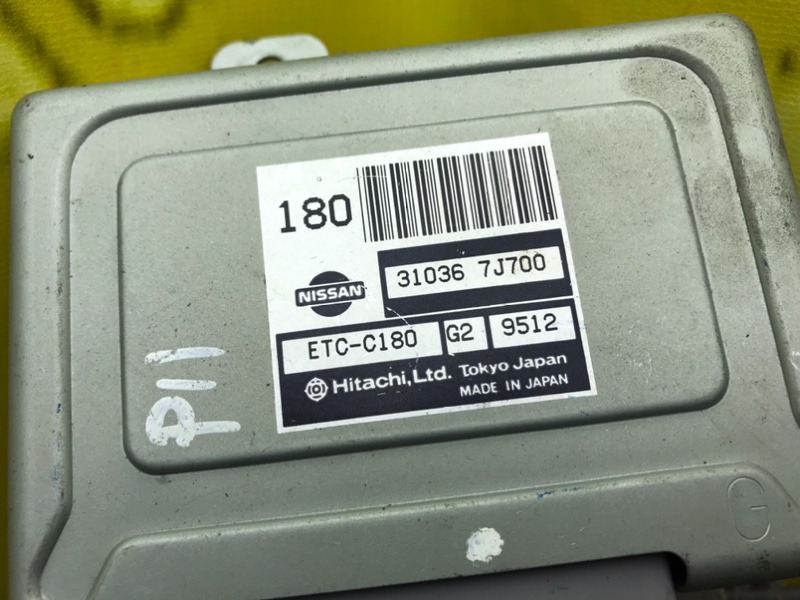 180
31036 7J700
NISSAN
ETC-C180 G2 9512
Hitachi, Ltd. Tokyo Japan
MADE IN JAPAN
P11
G